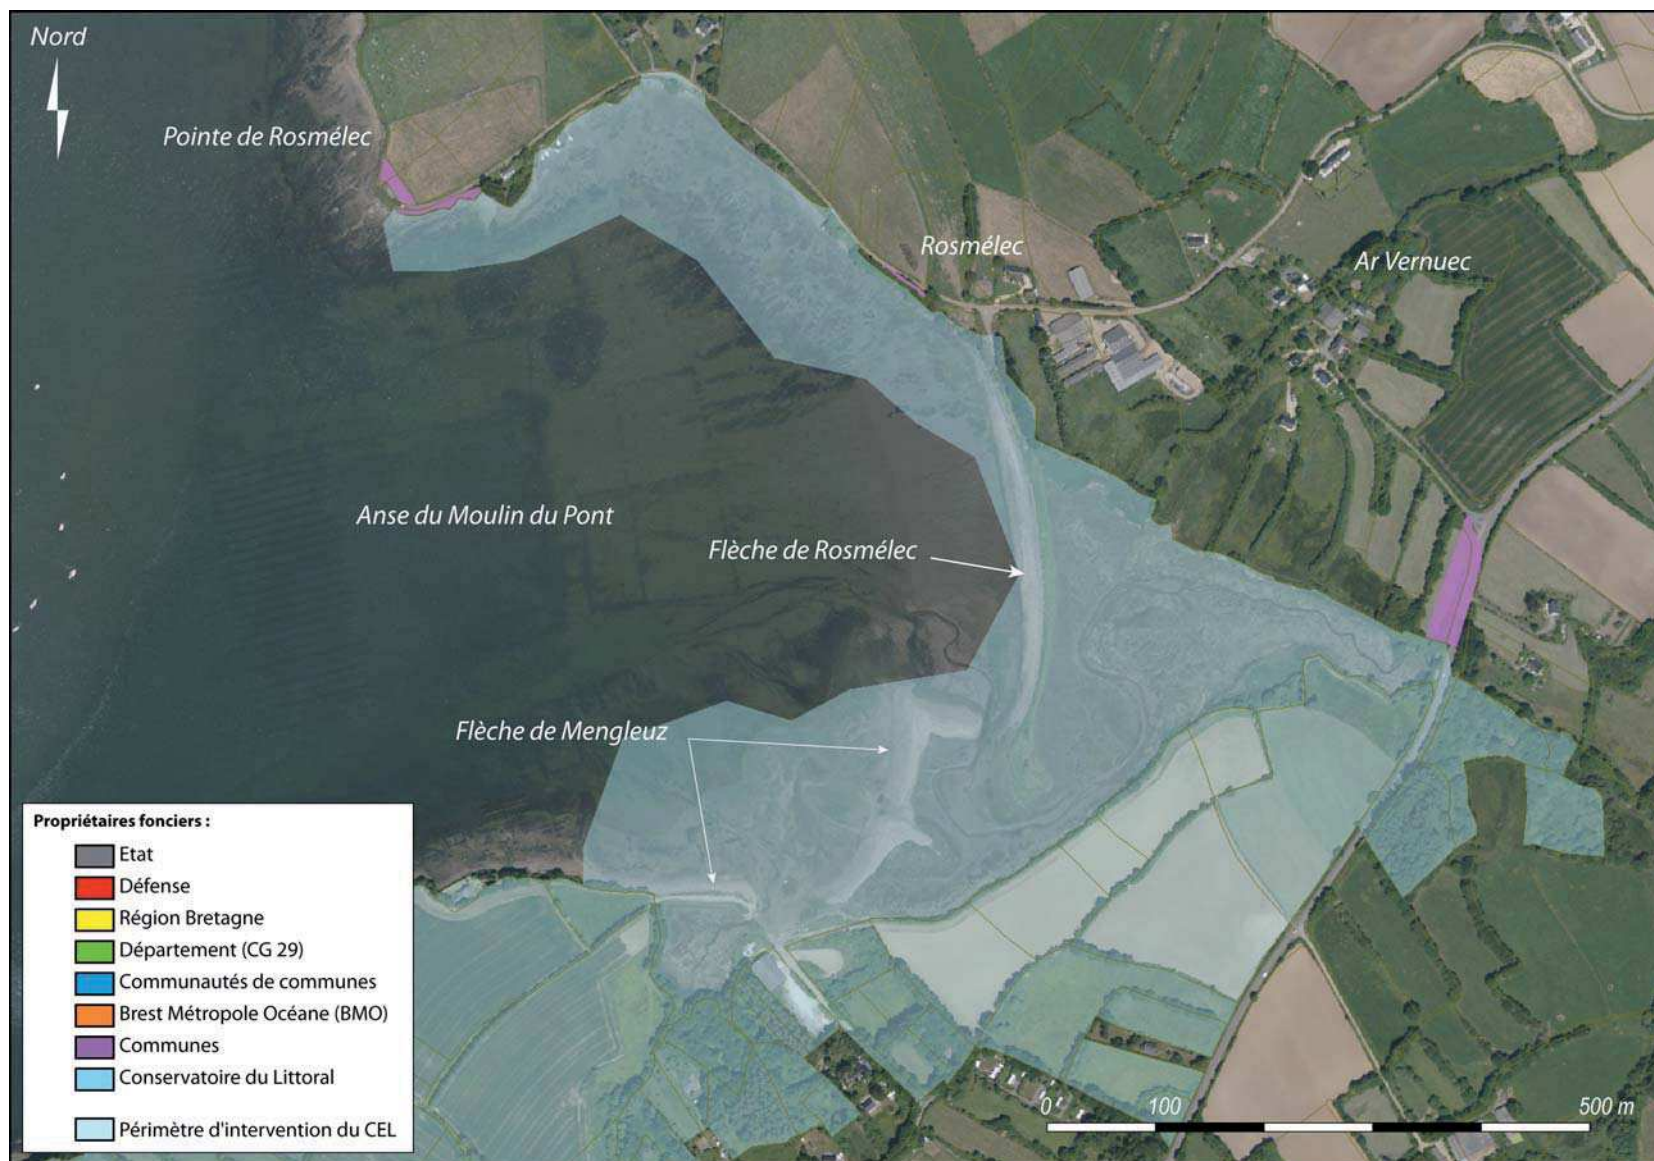 Nord
Pointe de Rosmélec
Rosmélec
Ar Vernuec
Anse du Moulin du Pont
Flèche de Rosmélec
Flèche de Mengleuz
Propriétaires fonciers :
Etat
Défense
Région Bretagne
Département (CG 29)
Communautés de communes
Brest Métropole Océane (BMO)
Communes
Conservatoire du Littoral
Périmètre d'intervention du CEL
0 100 500 m